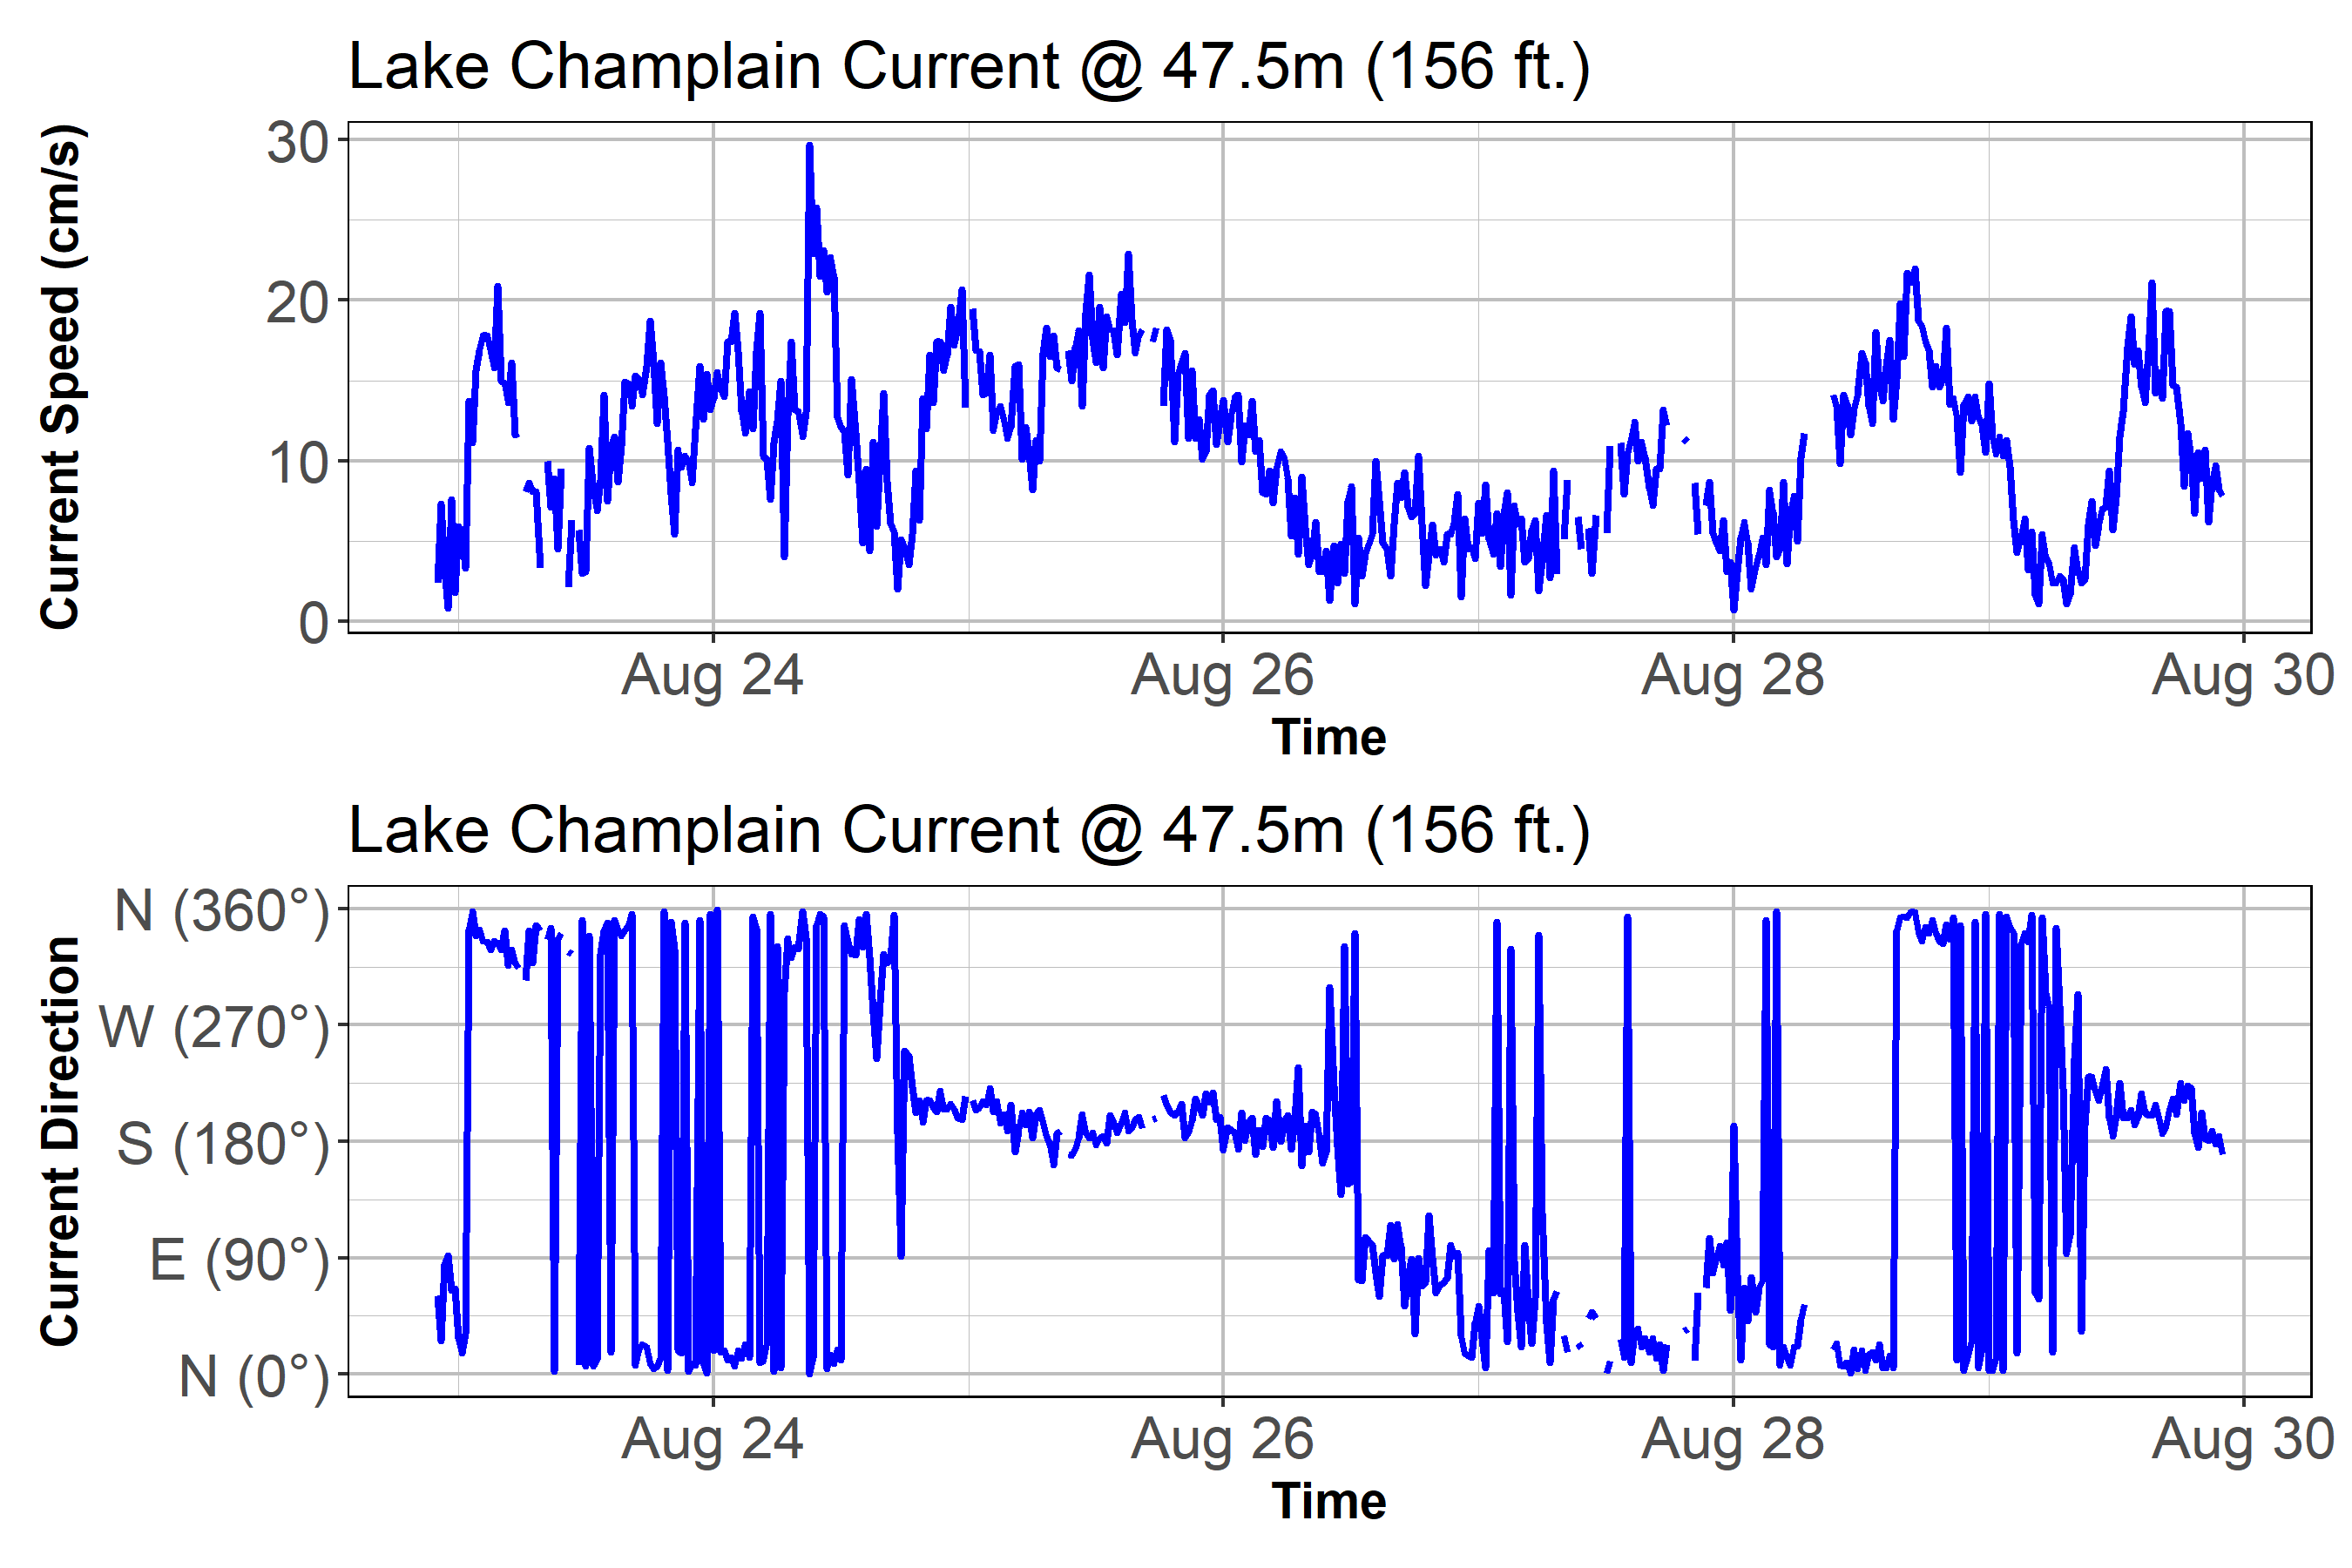 Lake Champlain Current @ 47.5m (156 ft.)
Current Speed (cm/s)
30
20
10
0
Aug 24 Aug 26 Aug 28 Aug 30
Time
Lake Champlain Current @ 47.5m (156 ft.)
Current Direction
N (360°)
W (270°)
S (180°)
E (90°)
N (0°)
Aug 24 Aug 26 Aug 28 Aug 30
Time